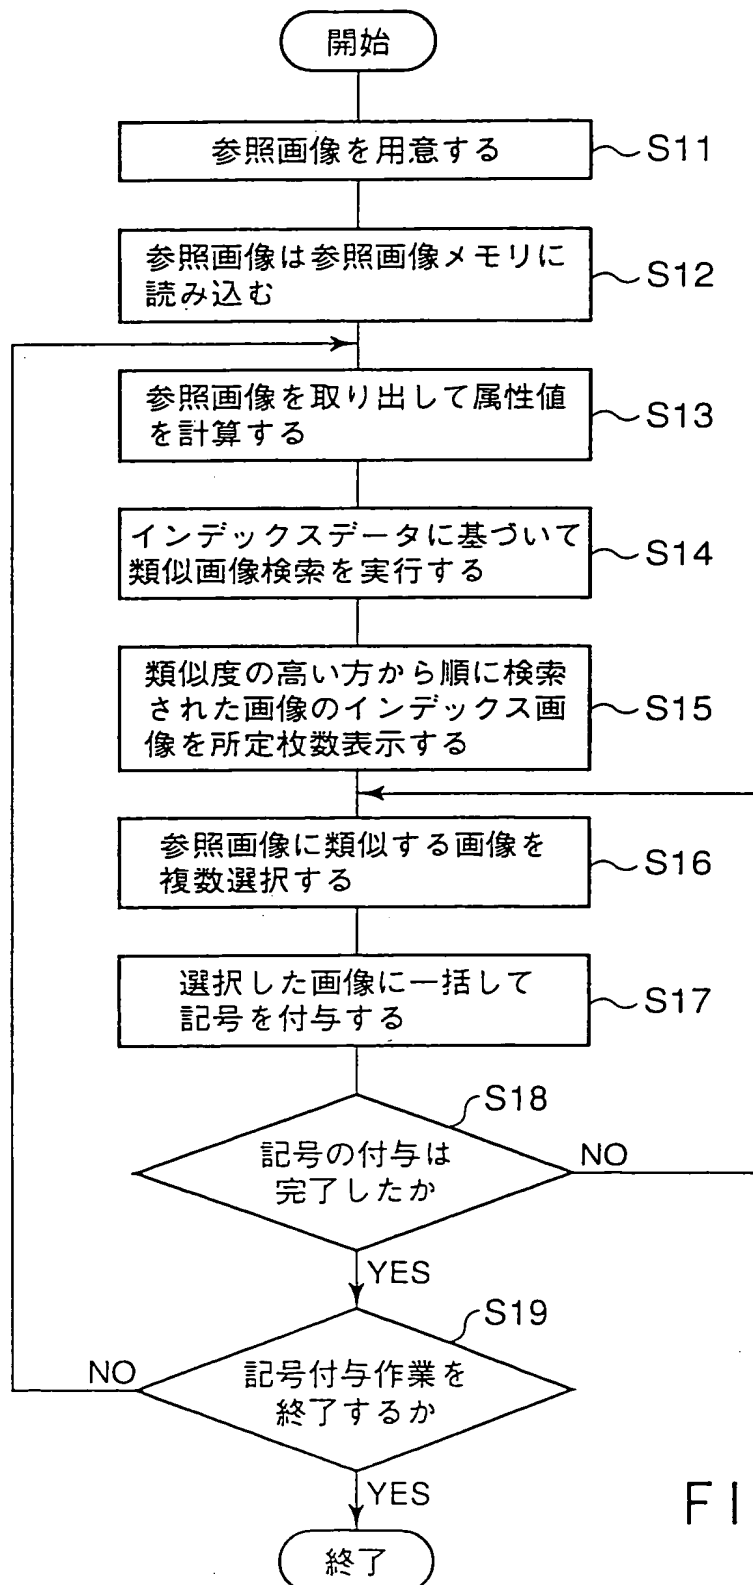 開始
参照画像を用意する
S11
参照画像は参照画像メモリに
読み込む
S12
参照画像を取り出して属性値
を計算する
S13
インデックスデータに基づいて
類似画像検索を実行する
S14
類似度の高い方から順に検索
された画像のインデックス画
像を所定枚数表示する
S15
参照画像に類似する画像を
複数選択する
S16
選択した画像に一括して
記号を付与する
S17
S18
記号の付与は
完了したか
NO
YES
S19
記号付与作業を
終了するか
NO
YES
終了
FI